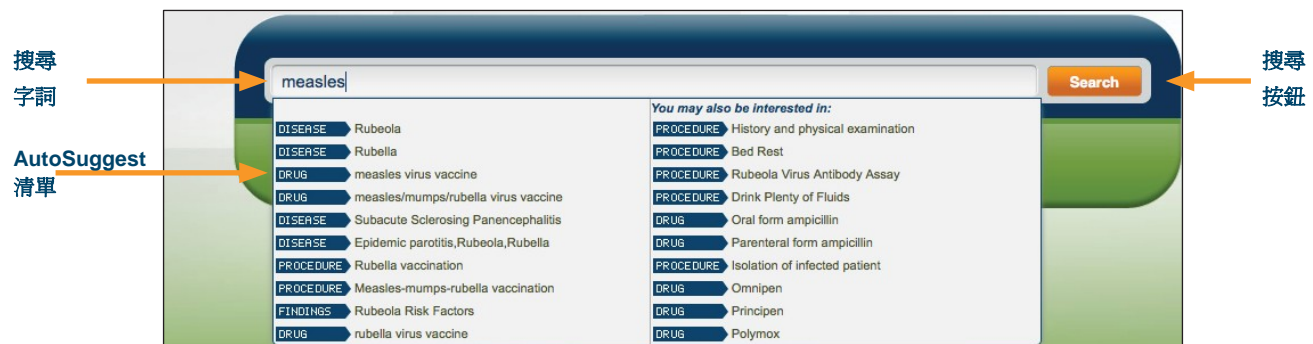 搜尋
字詞
AutoSuggest
清單
measles
Search
搜尋
按鈕
DISEASE Rubeola
DISEASE Rubella
DRUG measles virus vaccine
DRUG measles/mumps/rubella virus vaccine
DISEASE Subacute Sclerosing Panencephalitis
DISEASE Epidemic parotitis,Rubeola,Rubella
PROCEDURE Rubella vaccination
PROCEDURE Measles-mumps-rubella vaccination
FINDINGS Rubeola Risk Factors
DRUG rubella virus vaccine
You may also be interested in:
PROCEDURE History and physical examination
PROCEDURE Bed Rest
PROCEDURE Rubeola Virus Antibody Assay
PROCEDURE Drink Plenty of Fluids
DRUG Oral form ampicillin
DRUG Parenteral form ampicillin
PROCEDURE Isolation of infected patient
DRUG Omnipen
DRUG Principen
DRUG Polymox